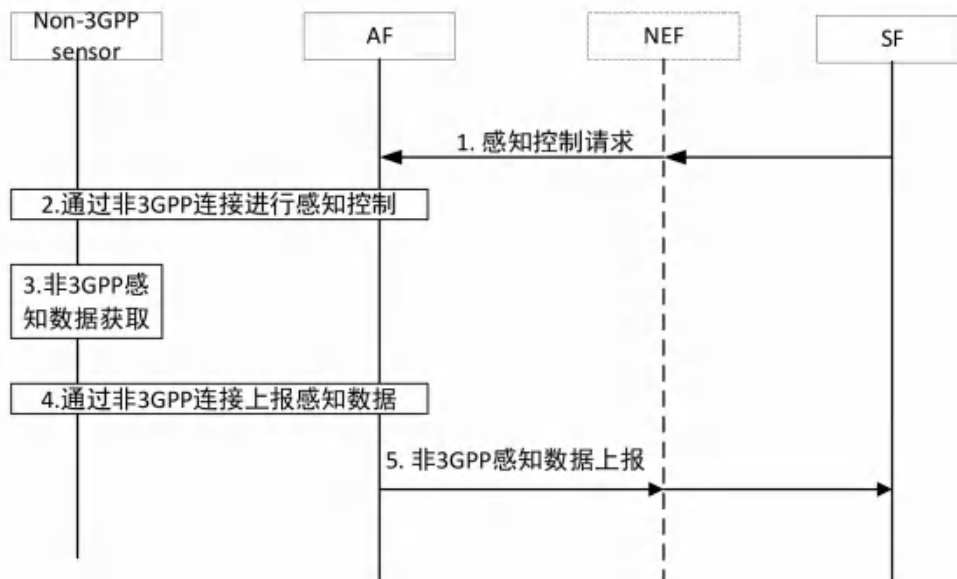 Non-3GPP
sensor
AF
NEF
SF
1. 感知控制请求
2.通过非3GPP连接进行感知控制
3.非3GPP感
知数据获取
4.通过非3GPP连接上报感知数据
5. 非3GPP感知数据上报